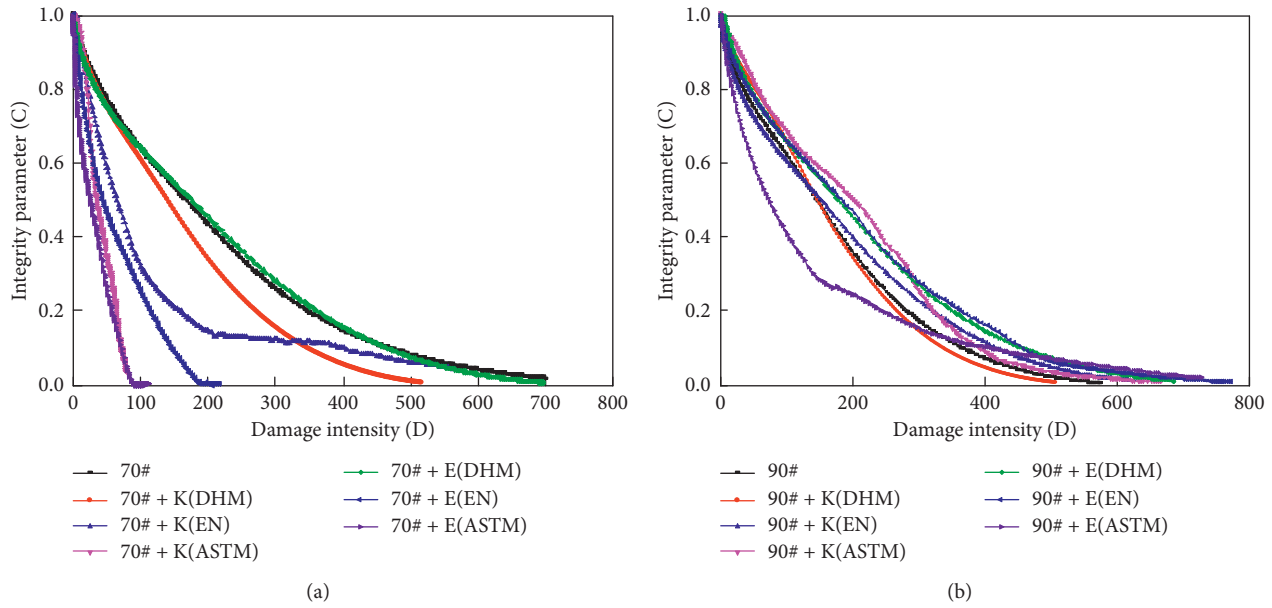 1.0
0.8
0.6
0.4
0.2
0.0
Integrity parameter (C)
0 100 200 300 400 500 600 700 800
Damage intensity (D)
70#
70# + K(DHM)
70# + K(EN)
70# + K(ASTM)
70# + E(DHM)
70# + E(EN)
70# + E(ASTM)
(a)
1.0
0.8
0.6
0.4
0.2
0.0
Integrity parameter (C)
0 200 400 600 800
Damage intensity (D)
90#
90# + K(DHM)
90# + K(EN)
90# + K(ASTM)
90# + E(DHM)
90# + E(EN)
90# + E(ASTM)
(b)